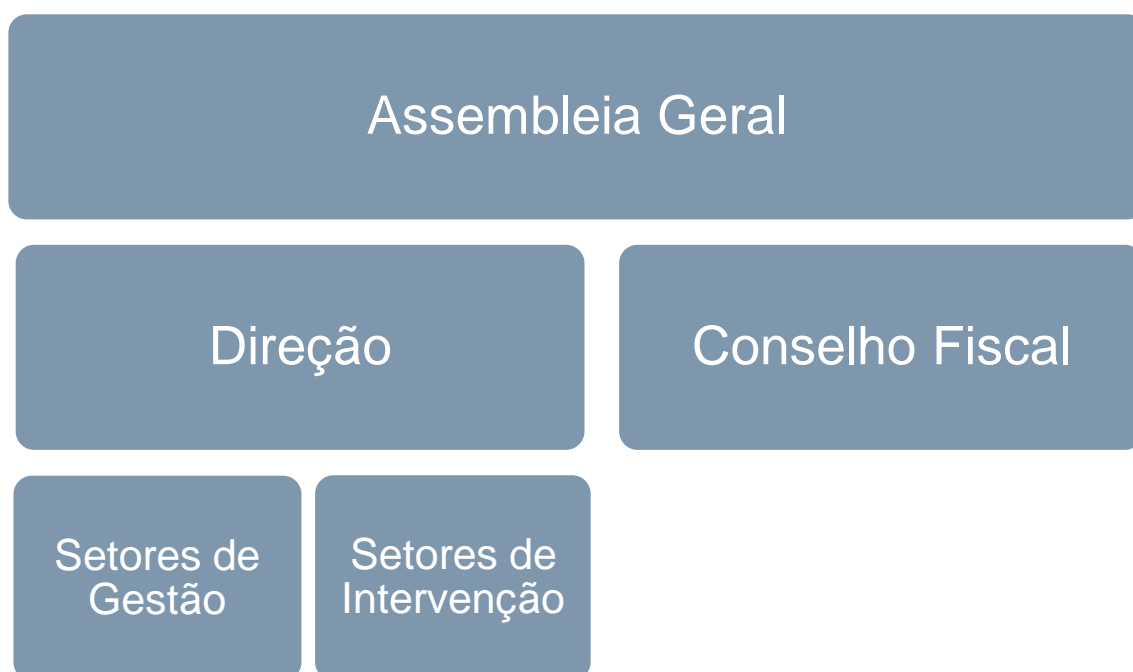 Assembleia Geral
Direção
Conselho Fiscal
Setores de
Gestão
Setores de
Intervenção